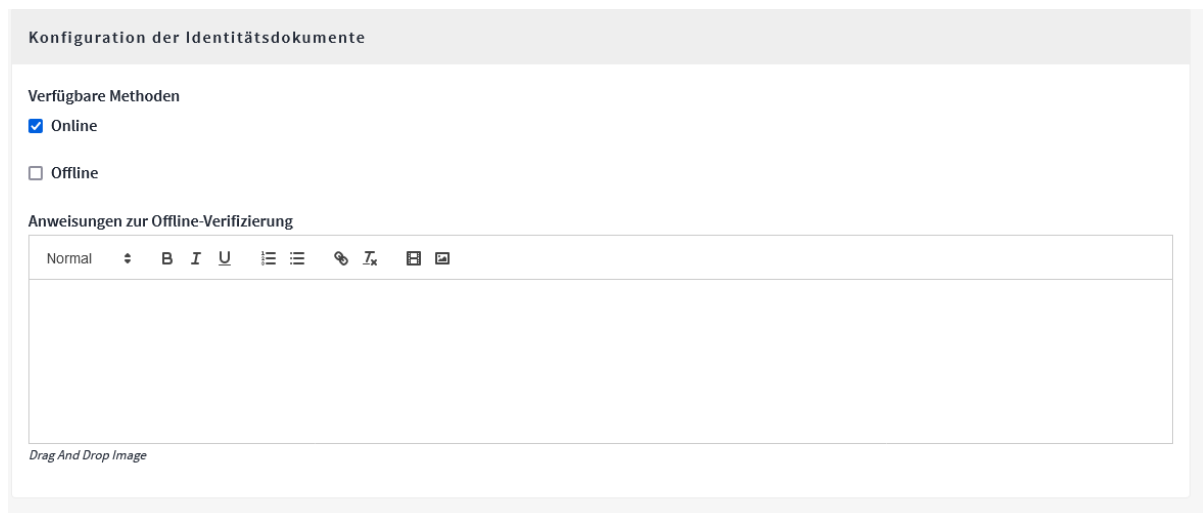 Konfiguration der Identitätsdokumente
Verfügbare Methoden
Online
Offline
Anweisungen zur Offline-Verifizierung
Normal B I U
Drag And Drop Image